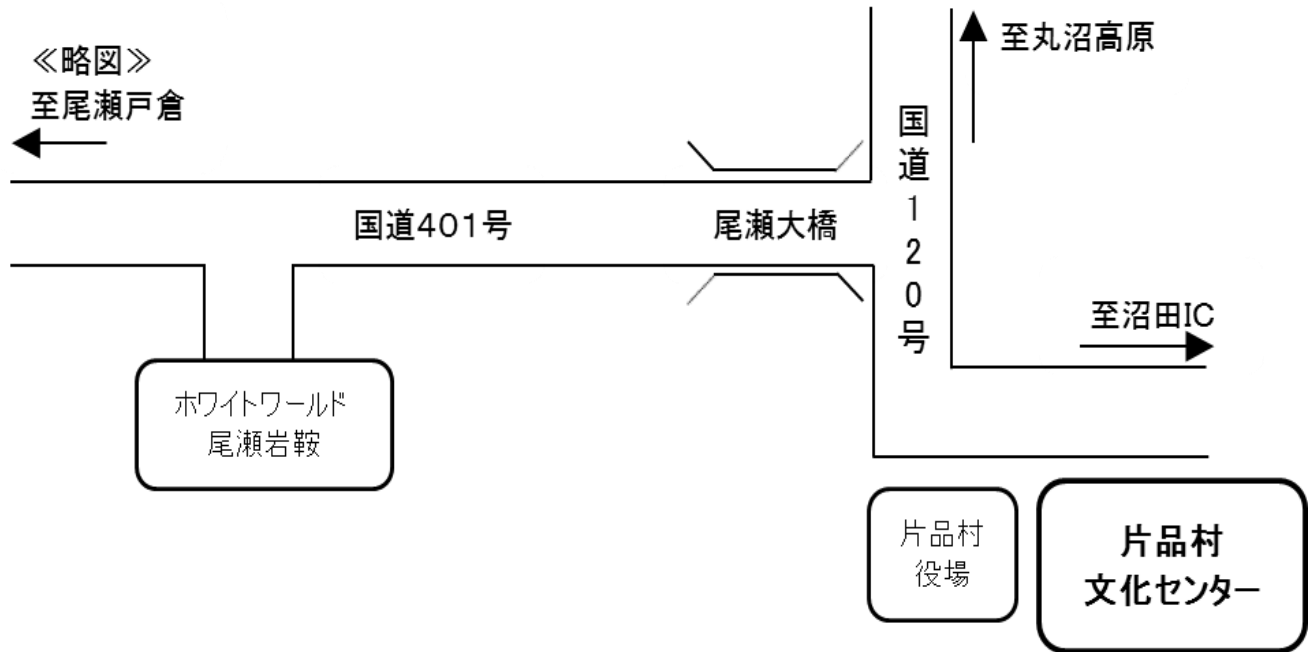 ≪略図≫
至尾瀬戸倉
至丸沼高原
国道120号
国道401号
尾瀬大橋
至沼田IC
ホワイトワールド
尾瀬岩鞍
片品村
役場
片品村
文化センター